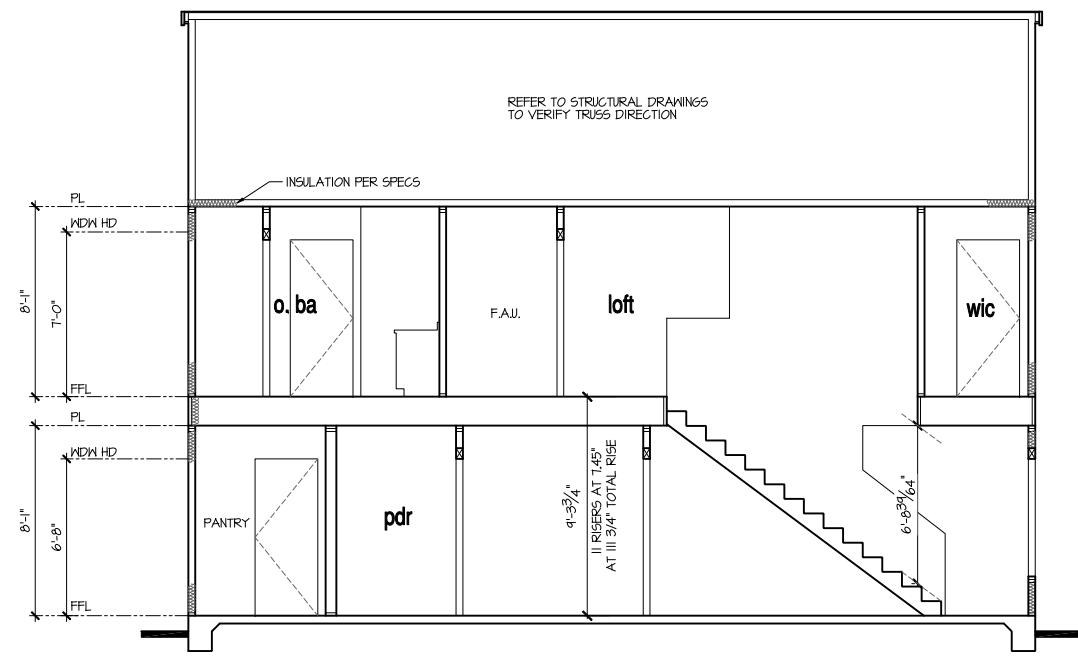 REFER TO STRUCTURAL DRAWINGS
TO VERIFY TRUSS DIRECTION
INSULATION PER SPECS
PL
WDW HD
8'-1"
7'-0"
o. ba
F.A.U.
loft
wic
FFL
PL
WDW HD
8'-1"
6'-8"
PANTRY
pdr
9'-3 3/4"
11 RISERS AT 7.45"
AT 111 3/4" TOTAL RISE
6'-8 39/64"
FFL